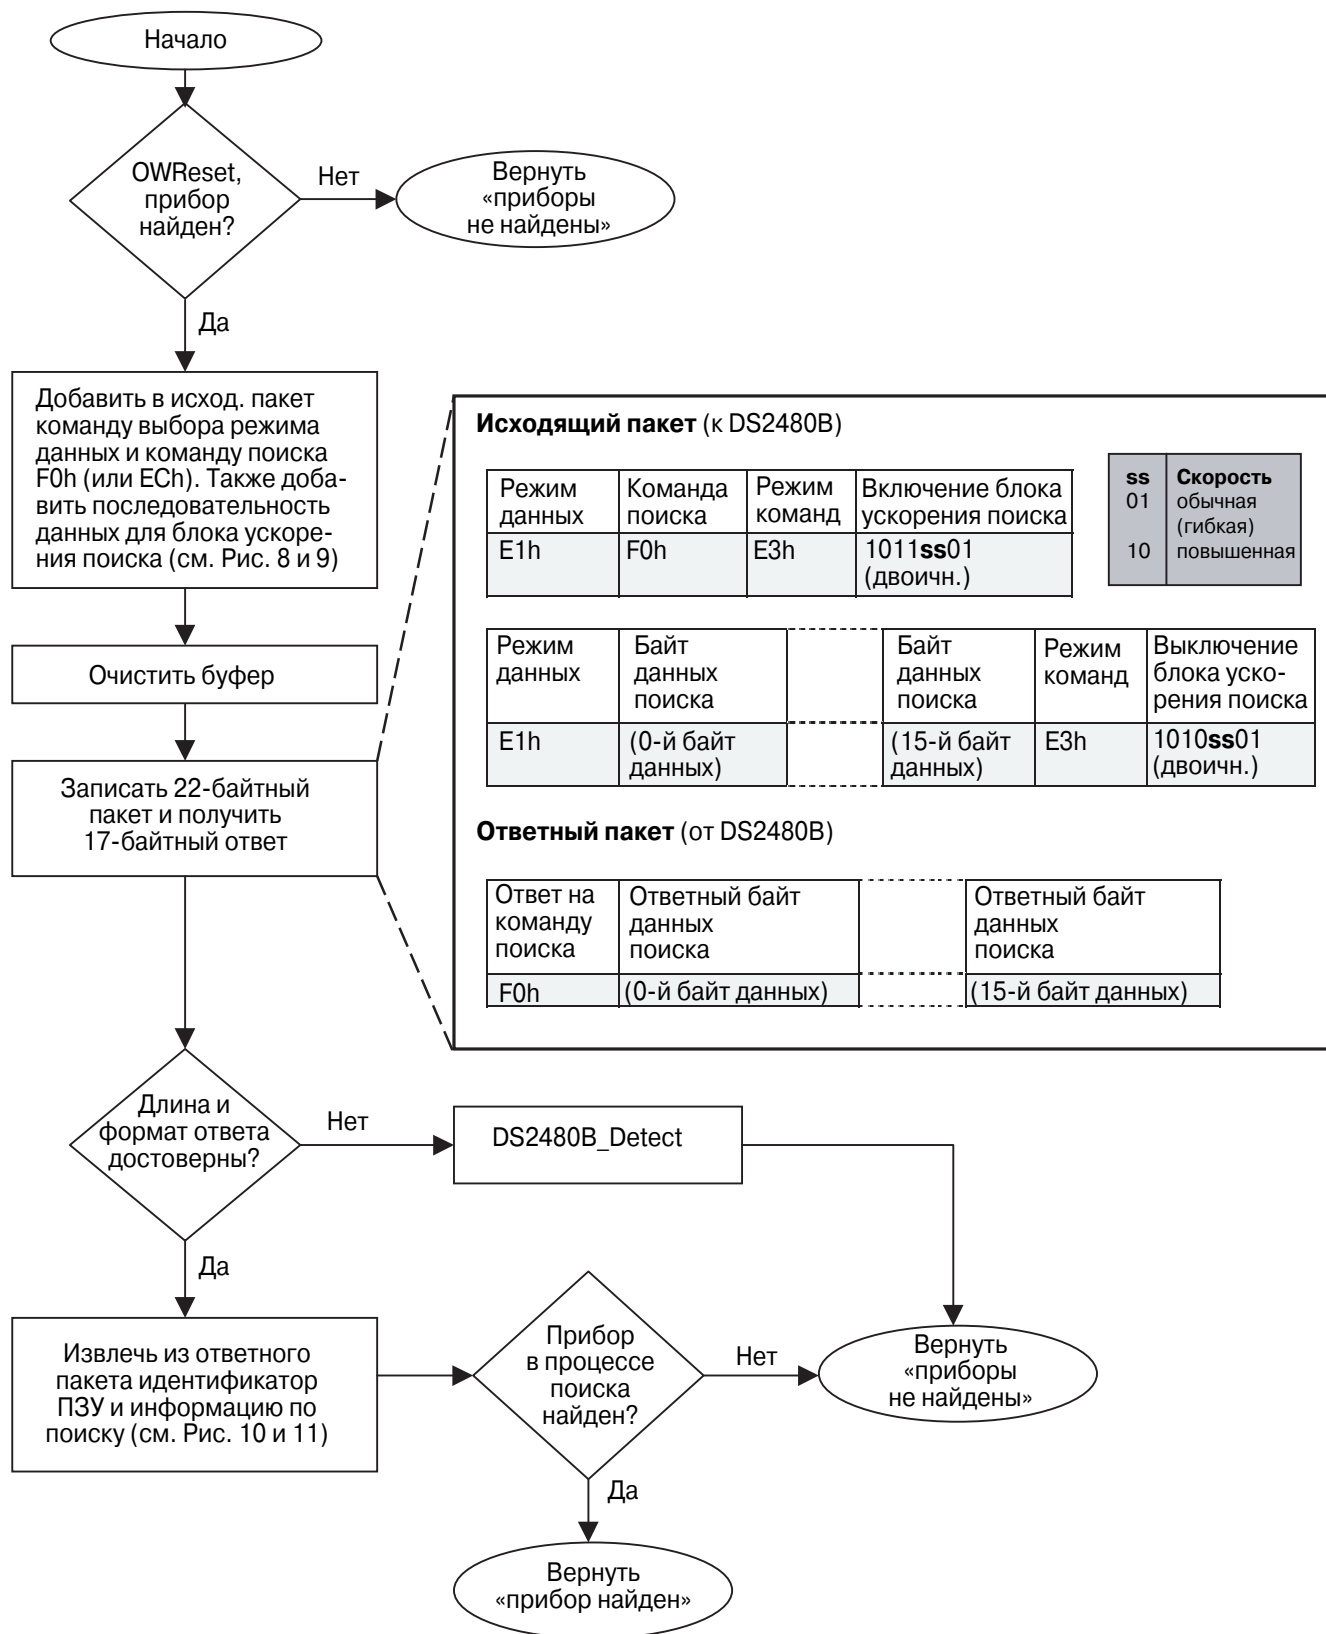 Начало
OWReset,
прибор
найден?
Нет
Вернуть
«приборы
не найдены»
Да
Добавить в исход. пакет
команду выбора режима
данных и команду поиска
F0h (или ECh). Также доба-
вить последовательность
данных для блока ускоре-
ния поиска (см. Рис. 8 и 9)
Очистить буфер
Записать 22-байтный
пакет и получить
17-байтный ответ
Исходящий пакет (к DS2480B)
Режим
данных
Команда
поиска
Режим
команд
Включение блока
ускорения поиска
E1h
F0h
E3h
1011ss01
(двоичн.)
ss Скорость
01 обычная
(гибкая)
10 повышенная
Режим
данных
Байт
данных
поиска
Байт
данных
поиска
Режим
команд
Выключение
блока уско-
рения поиска
E1h
(0-й байт
данных)
(15-й байт
данных)
E3h
1010ss01
(двоичн.)
Ответный пакет (от DS2480B)
Ответ на
команду
поиска
Ответный байт
данных
поиска
Ответный байт
данных
поиска
F0h
(0-й байт данных)
(15-й байт данных)
Длина и
формат ответа
достоверны?
Нет
DS2480B_Detect
Да
Извлечь из ответного
пакета идентификатор
ПЗУ и информацию по
поиску (см. Рис. 10 и 11)
Прибор
в процессе
поиска
найден?
Нет
Вернуть
«приборы
не найдены»
Да
Вернуть
«прибор найден»